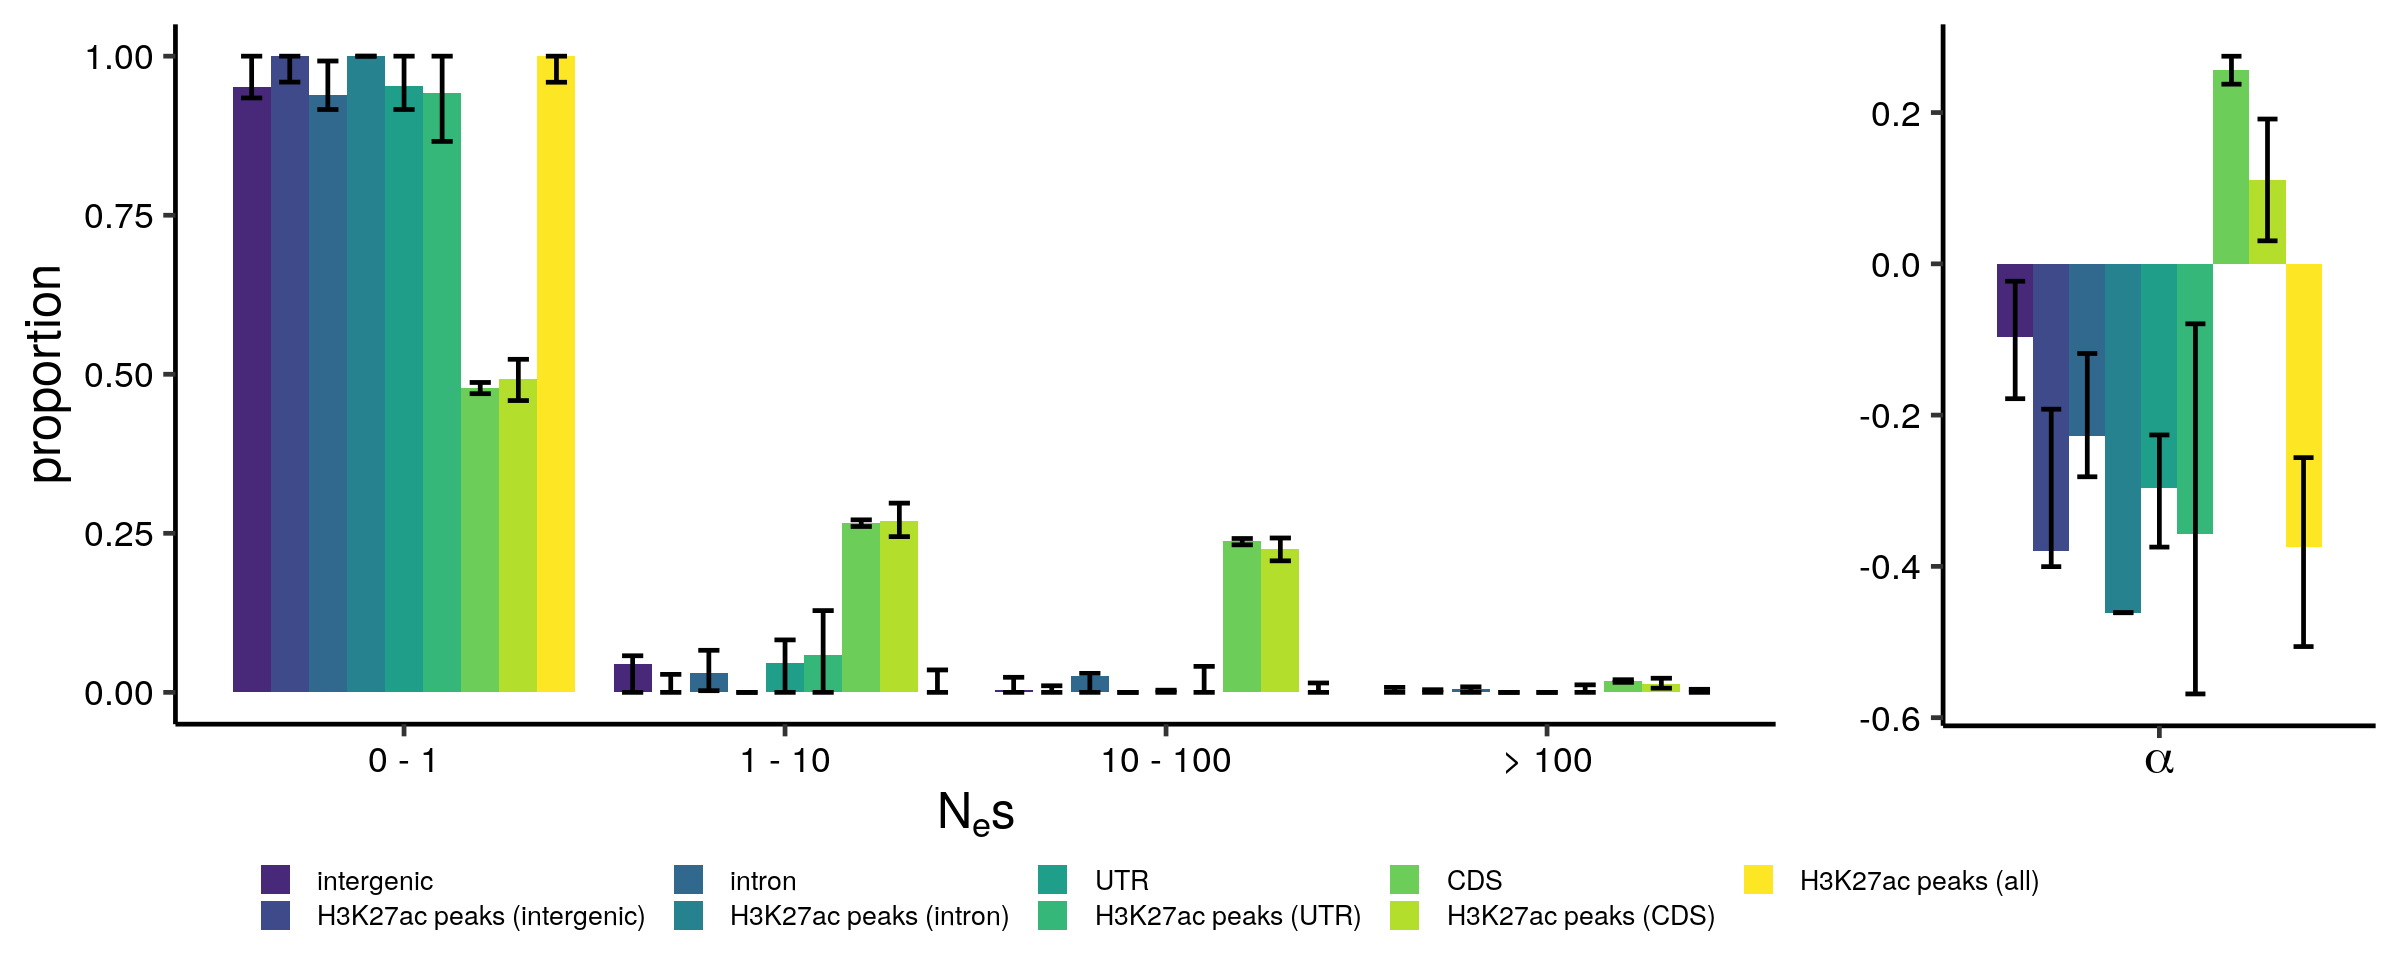 proportion
1.00
0.75
0.50
0.25
0.00
0 - 1
1 - 10
10 - 100
> 100
Nₑs
0.2
0.0
-0.2
-0.4
-0.6
α
intergenic
intron
UTR
CDS
H3K27ac peaks (all)
H3K27ac peaks (intergenic)
H3K27ac peaks (intron)
H3K27ac peaks (UTR)
H3K27ac peaks (CDS)